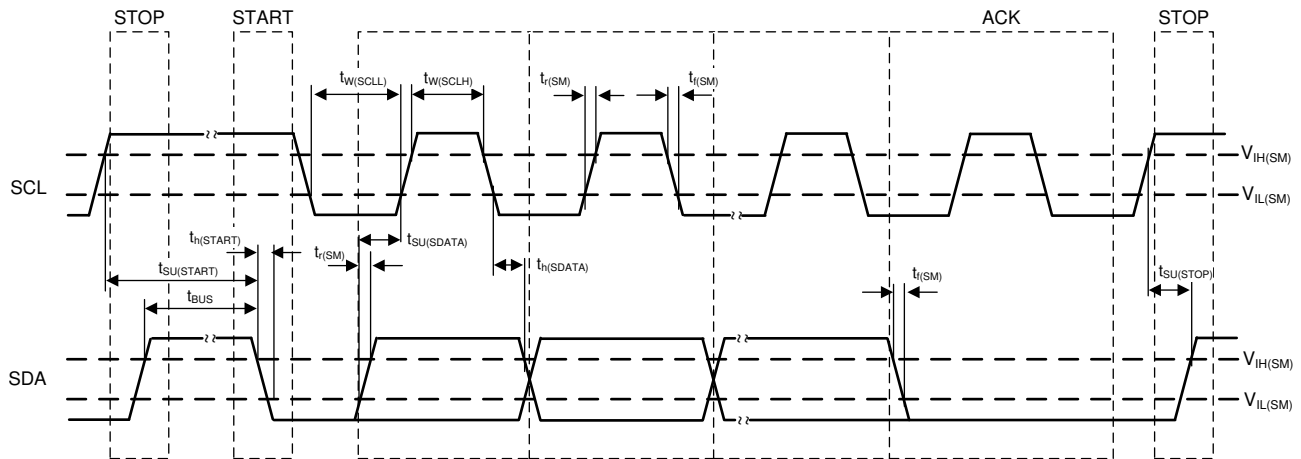 STOP START ACK STOP
tW(SCLL) tW(SCLH) tr(SM) tf(SM)
VIH(SM)
SCL
VIL(SM)
th(START) tSU(SDATA)
tr(SM) th(SDATA)
tSU(START) tf(SM) tSU(STOP)
tBUS
VIH(SM)
SDA
VIL(SM)